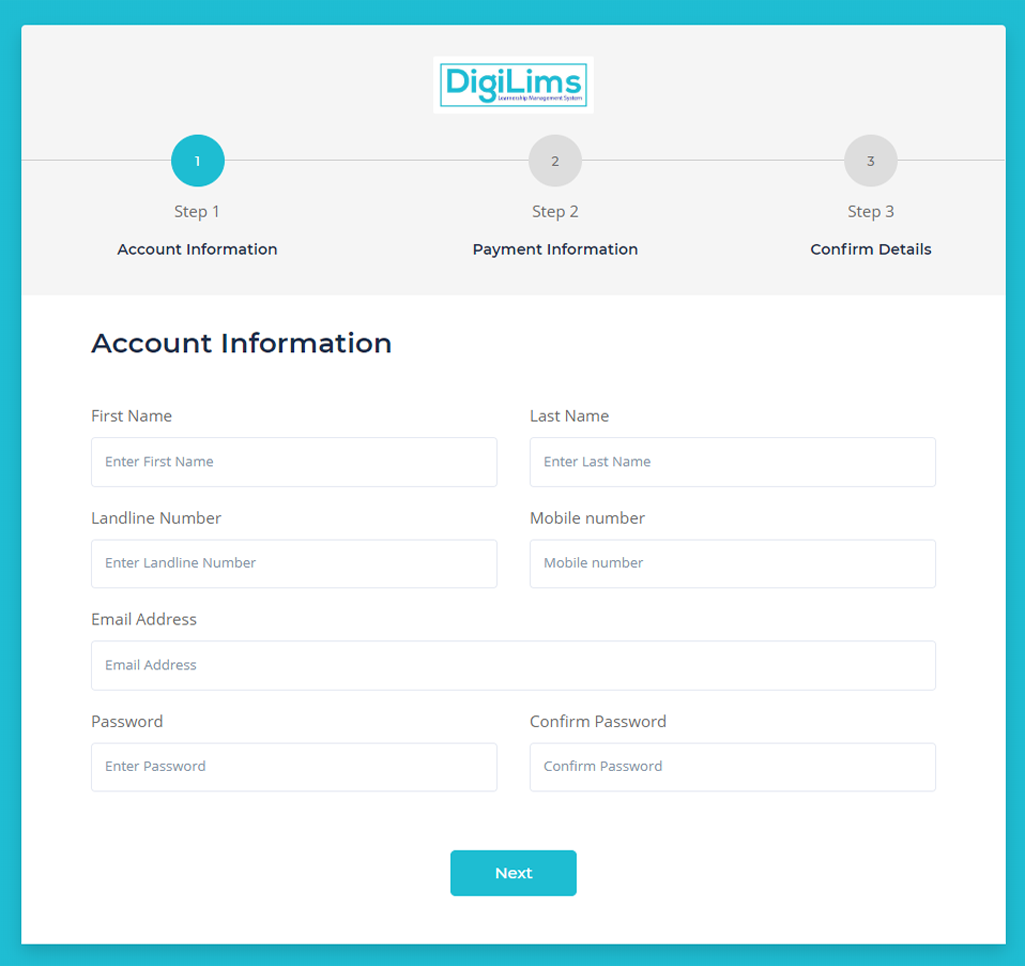 DigiLims
Learnership Management System
1 2 3
Step 1 Step 2 Step 3
Account Information Payment Information Confirm Details
Account Information
First Name Last Name
Enter First Name Enter Last Name
Landline Number Mobile number
Enter Landline Number Mobile number
Email Address
Email Address
Password Confirm Password
Enter Password Confirm Password
Next